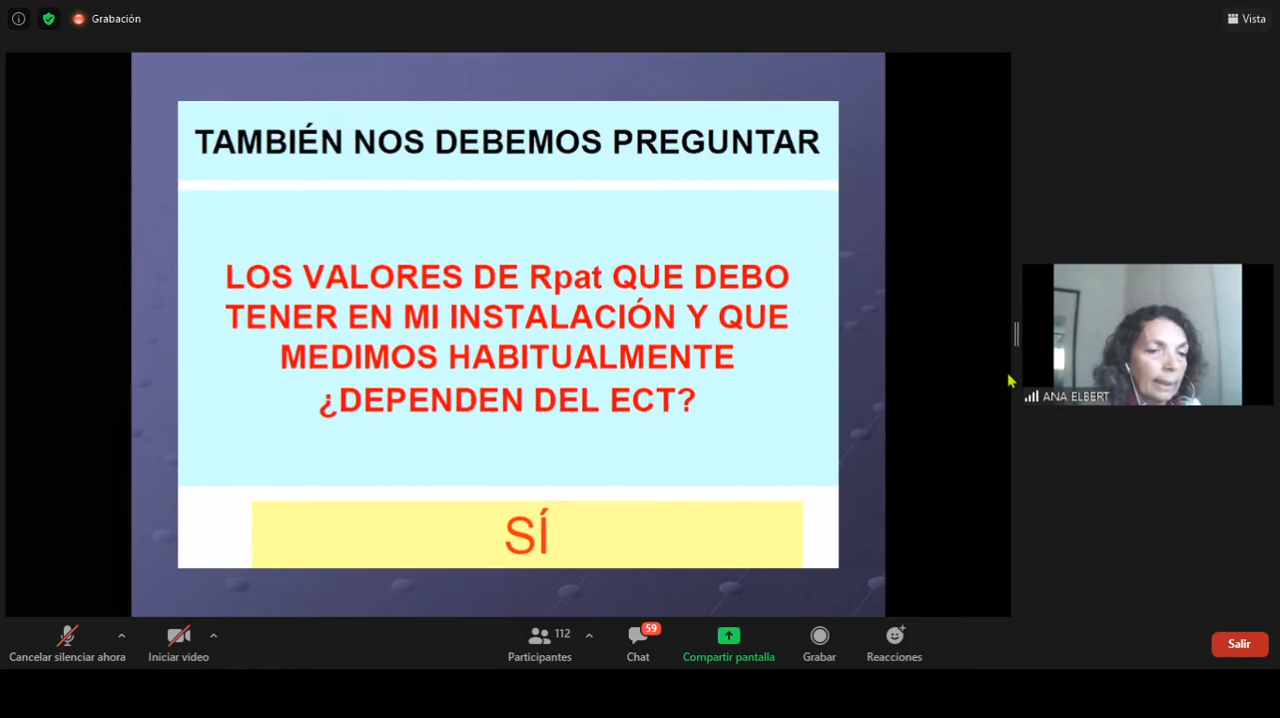 Grabación
Vista
TAMBIÉN NOS DEBEMOS PREGUNTAR
LOS VALORES DE Rpat QUE DEBO
TENER EN MI INSTALACIÓN Y QUE
MEDIMOS HABITUALMENTE
¿DEPENDEN DEL ECT?
SÍ
ANA ELBERT
Cancelar silenciar ahora
Iniciar video
112
Participantes
59
Chat
Compartir pantalla
Grabar
Reacciones
Salir